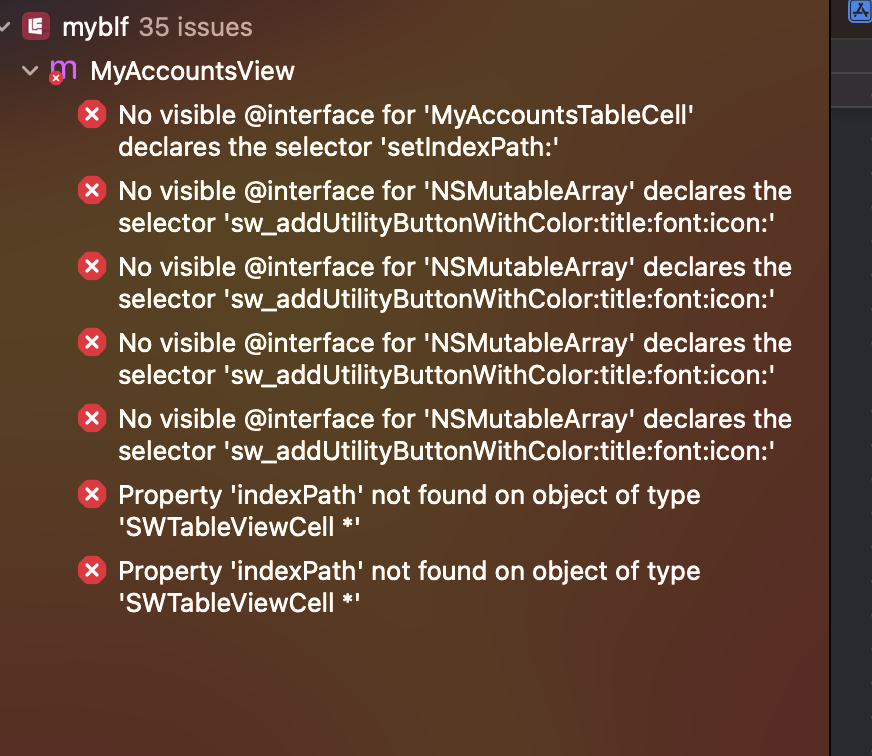 myblf 35 issues
MyAccountsView
No visible @interface for 'MyAccountsTableCell'
declares the selector 'setIndexPath:'
No visible @interface for 'NSMutableArray' declares the
selector 'sw_addUtilityButtonWithColor:title:font:icon:'
No visible @interface for 'NSMutableArray' declares the
selector 'sw_addUtilityButtonWithColor:title:font:icon:'
No visible @interface for 'NSMutableArray' declares the
selector 'sw_addUtilityButtonWithColor:title:font:icon:'
No visible @interface for 'NSMutableArray' declares the
selector 'sw_addUtilityButtonWithColor:title:font:icon:'
Property 'indexPath' not found on object of type
'SWTableViewCell *'
Property 'indexPath' not found on object of type
'SWTableViewCell *'